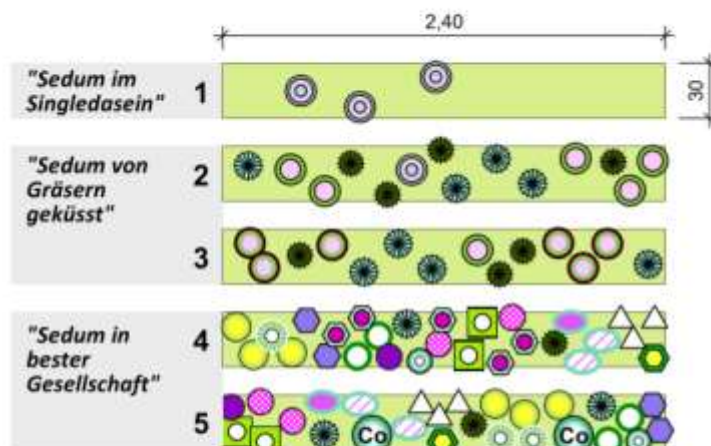 2,40
30
"Sedum im
Singledasein" 1
"Sedum von
Gräsern
geküsst"
2
3
"Sedum in
bester
Gesellschaft"
4
5
Co
Co